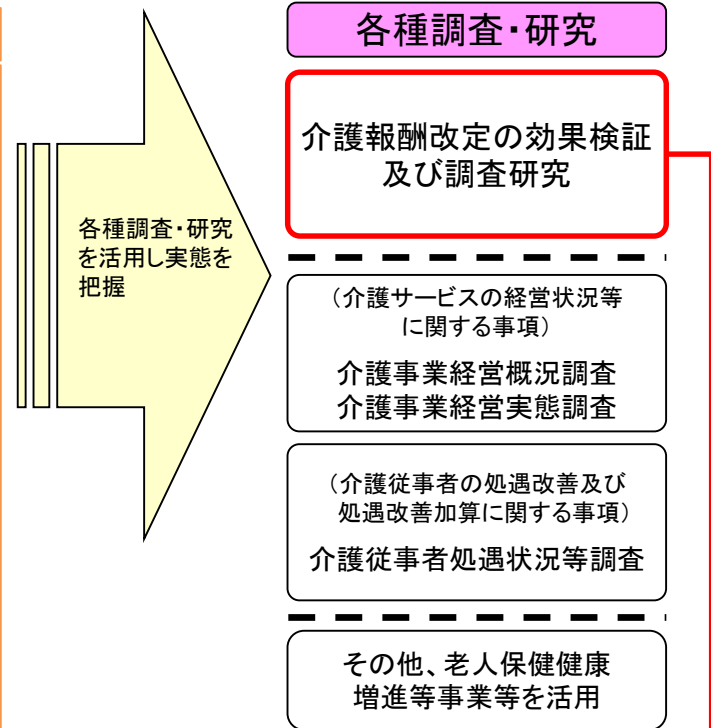 各種調査・研究
介護報酬改定の効果検証
及び調査研究
各種調査・研究
を活用し実態を
把握
（介護サービスの経営状況等
に関する事項）
介護事業経営概況調査
介護事業経営実態調査
（介護従事者の処遇改善及び
処遇改善加算に関する事項）
介護従事者処遇状況等調査
その他、老人保健健康
増進等事業等を活用